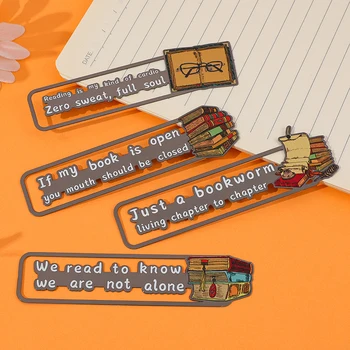 DATE
Reading is my kind of cardio
Zero sweat, full soul
If my book is open
you mouth should be closed
Just a bookworm
living chapter to chapter
We read to know
we are not alone